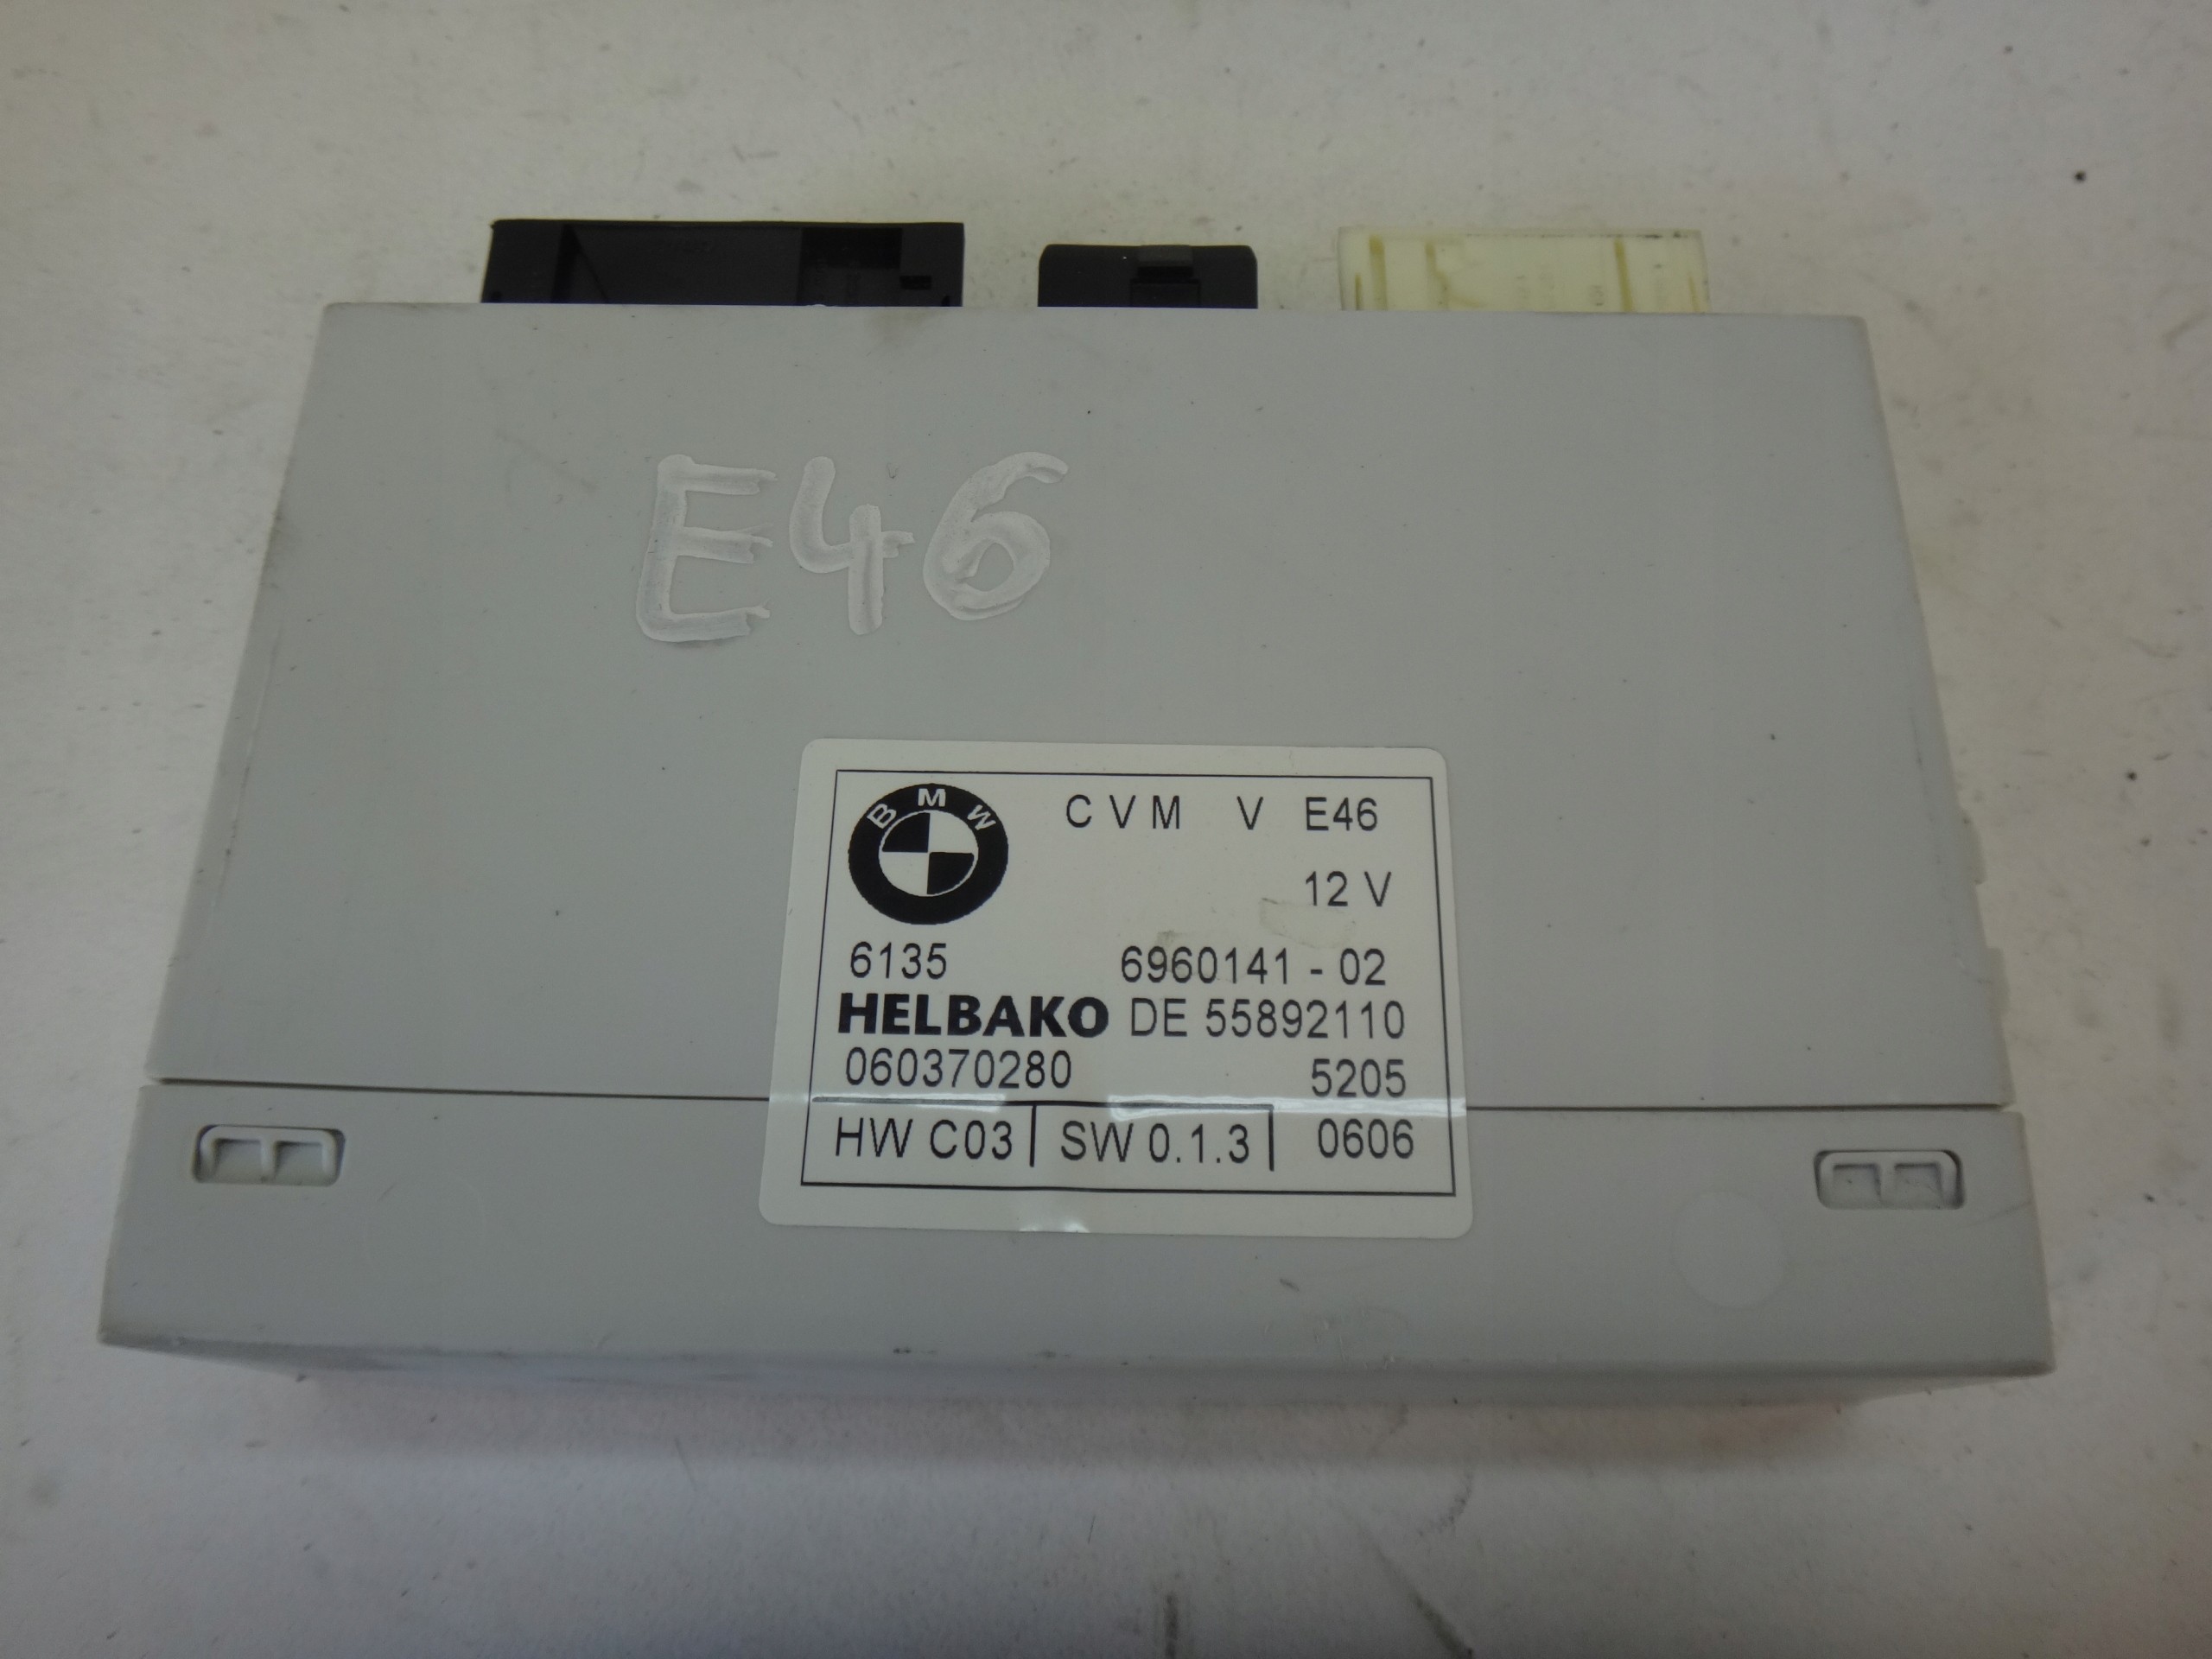 E46
BMW
CVM V E46
12 V
6135 6960141 - 02
HELBAKO DE 55892110
060370280 5205
HW C03 SW 0.1.3 0606